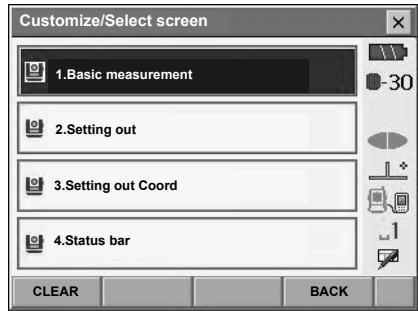 Customize/Select screen
1.Basic measurement
-30
2.Setting out
3.Setting out Coord
1
4.Status bar
CLEAR
BACK